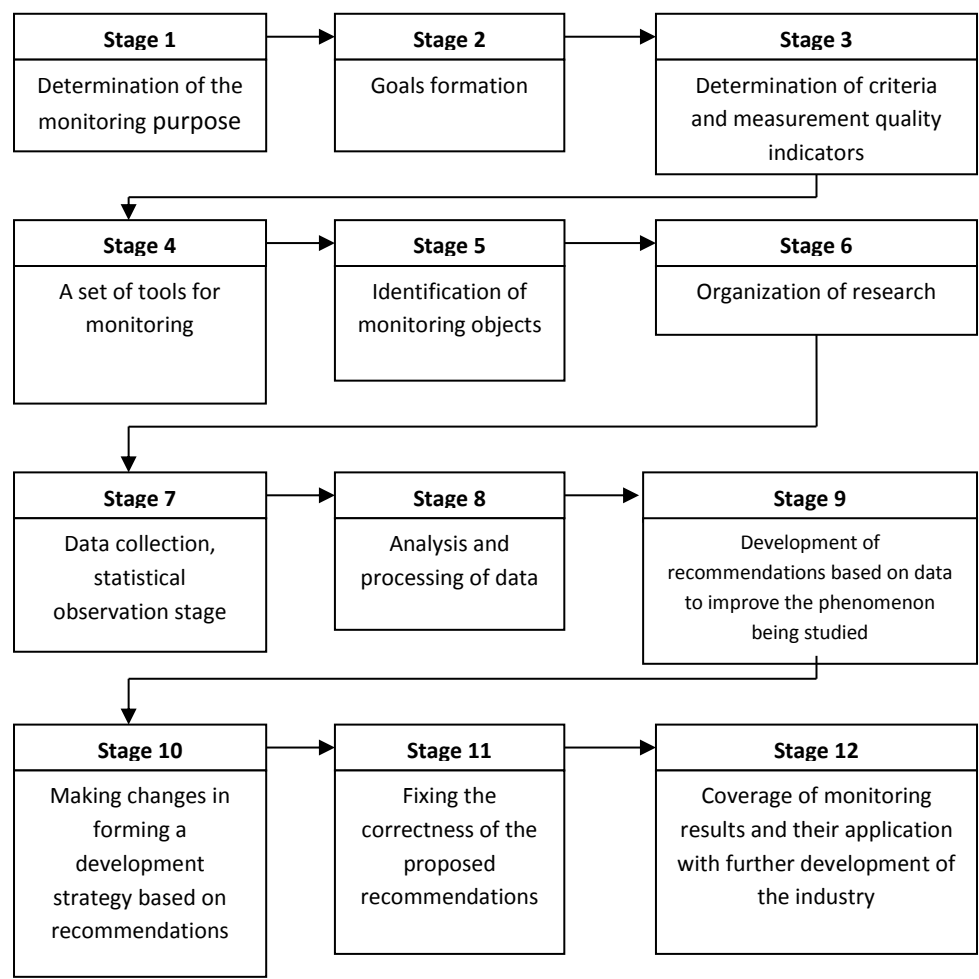 Stage 1
Determination of the
monitoring purpose
Stage 2
Goals formation
Stage 3
Determination of criteria
and measurement quality
indicators
Stage 4
A set of tools for
monitoring
Stage 5
Identification of
monitoring objects
Stage 6
Organization of research
Stage 7
Data collection,
statistical
observation stage
Stage 8
Analysis and
processing of data
Stage 9
Development of
recommendations based on data
to improve the phenomenon
being studied
Stage 10
Making changes in
forming a
development
strategy based on
recommendations
Stage 11
Fixing the
correctness of the
proposed
recommendations
Stage 12
Coverage of monitoring
results and their application
with further development of
the industry